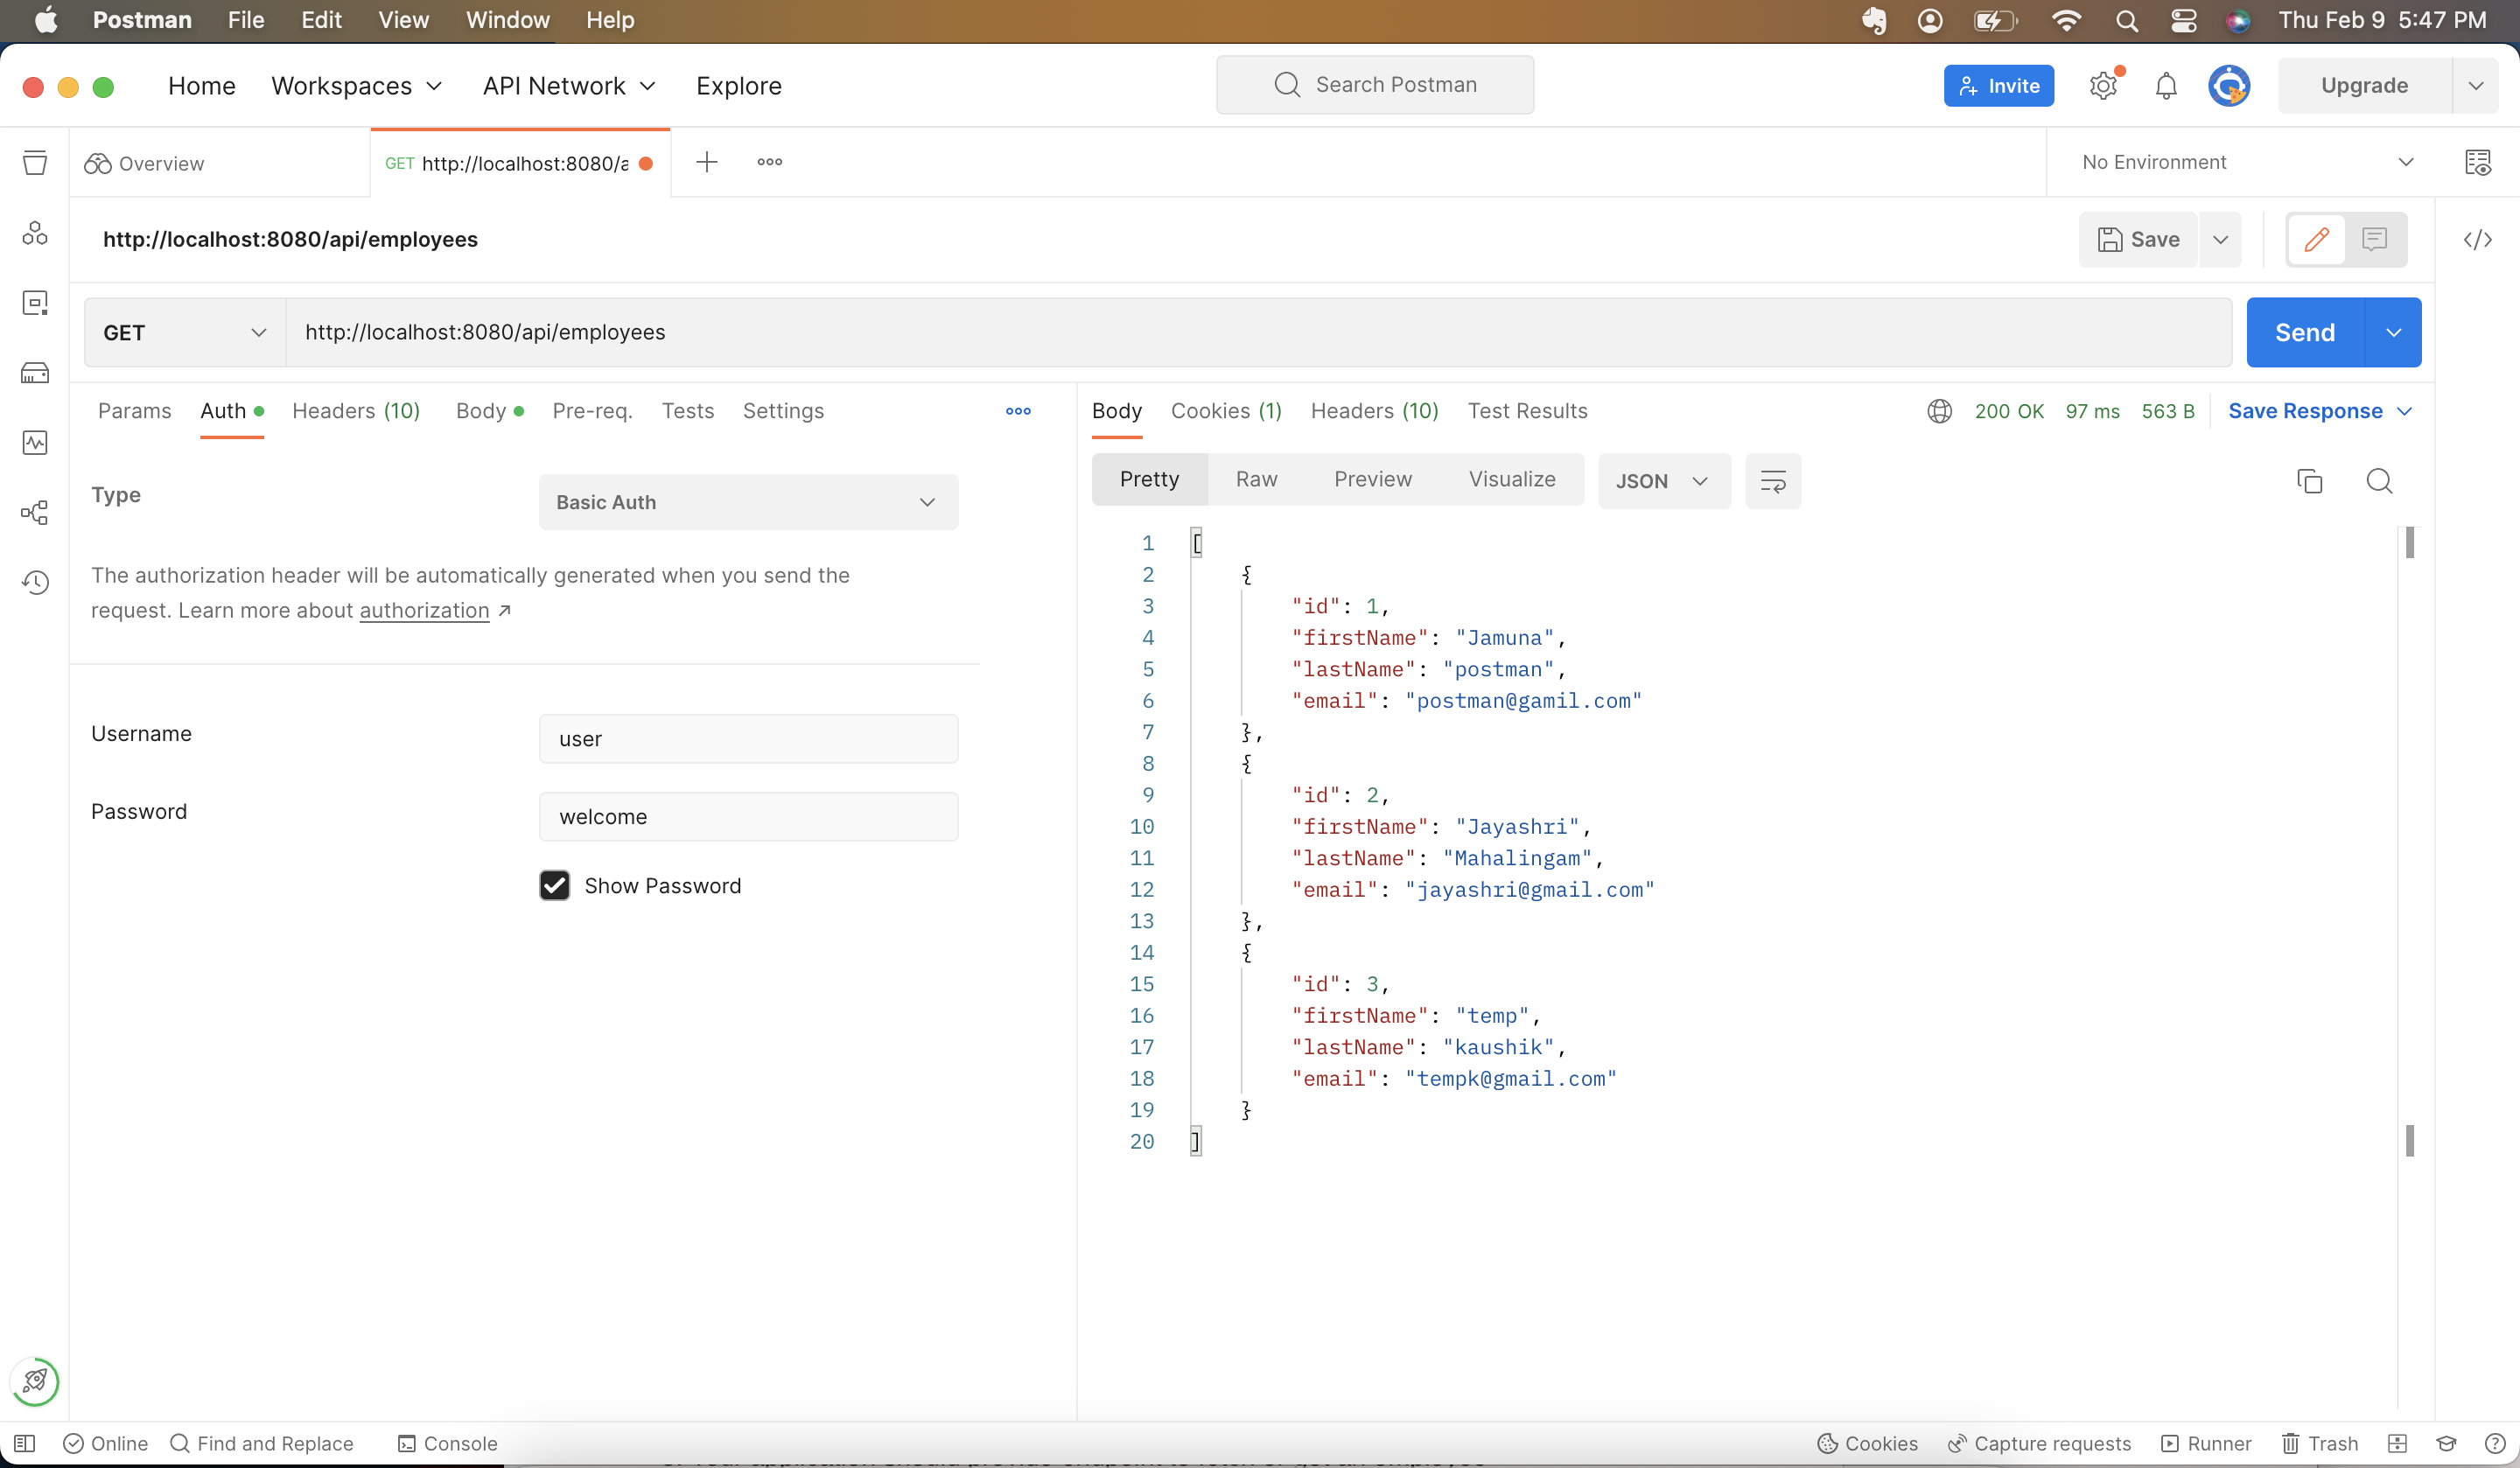 Postman File Edit View Window Help Thu Feb 9 5:47 PM
Home Workspaces API Network Explore Search Postman Invite Upgrade
Overview GET http://localhost:8080/a No Environment
http://localhost:8080/api/employees Save
GET http://localhost:8080/api/employees Send
Params Auth Headers (10) Body Pre-req. Tests Settings
Type Basic Auth
The authorization header will be automatically generated when you send the
request. Learn more about authorization ↗
Username user
Password welcome
Show Password
Body Cookies (1) Headers (10) Test Results 200 OK 97 ms 563 B Save Response
Pretty Raw Preview Visualize JSON
1 [
2 {
3 "id": 1,
4 "firstName": "Jamuna",
5 "lastName": "postman",
6 "email": "postman@gamil.com"
7 },
8 {
9 "id": 2,
10 "firstName": "Jayashri",
11 "lastName": "Mahalingam",
12 "email": "jayashri@gmail.com"
13 },
14 {
15 "id": 3,
16 "firstName": "temp",
17 "lastName": "kaushik",
18 "email": "tempk@gmail.com"
19 }
20 ]
Online Find and Replace Console Cookies Capture requests Runner Trash